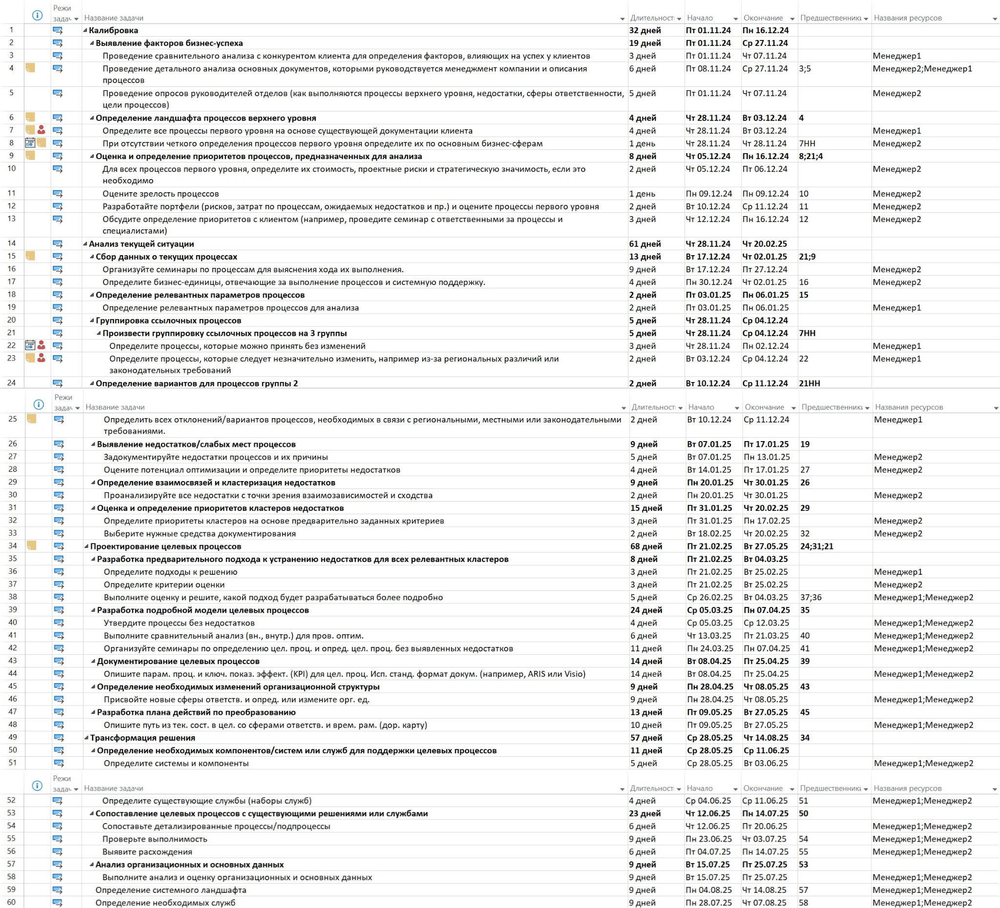 Режи
задач Название задачи Длительност Начало Окончание Предшественники Названия ресурсов
1 Калибровка 32 дней Пт 01.11.24 Пн 16.12.24
2 Выявление факторов бизнес-успеха 19 дней Пт 01.11.24 Ср 27.11.24
3 Проведение сравнительного анализа с конкурентом клиента для определения факторов, влияющих на успех у клиентов 3 дней Пт 01.11.24 Чт 07.11.24 Менеджер1
4 Проведение детального анализа основных документов, которыми руководствуется менеджмент компании и описания 6 дней Пт 08.11.24 Ср 27.11.24 3;5 Менеджер2;Менеджер1
процессов
5 Проведение опросов руководителей отделов (как выполняются процессы верхнего уровня, недостатки, сферы ответственности, 5 дней Пт 01.11.24 Чт 07.11.24 Менеджер2
цели процессов)
6 Определение ландшафта процессов верхнего уровня 4 дней Чт 28.11.24 Вт 03.12.24 4
7 Определите все процессы первого уровня на основе существующей документации клиента 4 дней Чт 28.11.24 Вт 03.12.24 Менеджер1
8 При отсутствии четкого определения процессов первого уровня определите их по основным бизнес-сферам 1 день Чт 28.11.24 Чт 28.11.24 7НН Менеджер2
9 Оценка и определение приоритетов процессов, предназначенных для анализа 8 дней Чт 05.12.24 Пн 16.12.24 8;21;4
10 Для всех процессов первого уровня, определите их стоимость, проектные риски и стратегическую значимость, если это 2 дней Чт 05.12.24 Пт 06.12.24 Менеджер2
необходимо
11 Оцените зрелость процессов 1 день Пн 09.12.24 Пн 09.12.24 10 Менеджер2
12 Разработайте портфели (рисков, затрат по процессам, ожидаемых недостатков и пр.) и оцените процессы первого уровня 2 дней Вт 10.12.24 Ср 11.12.24 11 Менеджер2
13 Обсудите определение приоритетов с клиентом (например, проведите семинар с ответственными за процессы и 3 дней Чт 12.12.24 Пн 16.12.24 12 Менеджер2
специалистами)
14 Анализ текущей ситуации 61 дней Чт 28.11.24 Чт 20.02.25
15 Сбор данных о текущих процессах 13 дней Вт 17.12.24 Чт 02.01.25 21;9
16 Организуйте семинары по процессам для выяснения хода их выполнения. 9 дней Вт 17.12.24 Пт 27.12.24 Менеджер2
17 Определите бизнес-единицы, отвечающие за выполнение процессов и системную поддержку. 4 дней Пн 30.12.24 Чт 02.01.25 16 Менеджер2
18 Определение релевантных параметров процессов 2 дней Пт 03.01.25 Пн 06.01.25 15
19 Определение релевантных параметров процессов для анализа 2 дней Пт 03.01.25 Пн 06.01.25 Менеджер1
20 Группировка ссылочных процессов 5 дней Чт 28.11.24 Ср 04.12.24
21 Произвести группировку ссылочных процессов на 3 группы 5 дней Чт 28.11.24 Ср 04.12.24 7НН
22 Определите процессы, которые можно принять без изменений 3 дней Чт 28.11.24 Пн 02.12.24 Менеджер1
23 Определите процессы, которые следует незначительно изменить, например из-за региональных различий или 2 дней Вт 03.12.24 Ср 04.12.24 22 Менеджер1
законодательных требований
24 Определение вариантов для процессов группы 2 2 дней Вт 10.12.24 Ср 11.12.24 21НН
Режи
задач Название задачи Длительност Начало Окончание Предшественники Названия ресурсов
25 Определить всех отклонений/вариантов процессов, необходимых в связи с региональными, местными или законодательными 2 дней Вт 10.12.24 Ср 11.12.24 Менеджер1
требованиями.
26 Выявление недостатков/слабых мест процессов 9 дней Вт 07.01.25 Пт 17.01.25 19
27 Задокументируйте недостатки процессов и их причины 5 дней Вт 07.01.25 Пн 13.01.25 Менеджер2
28 Оцените потенциал оптимизации и определите приоритеты недостатков 4 дней Вт 14.01.25 Пт 17.01.25 27 Менеджер2
29 Определение взаимосвязей и кластеризация недостатков 9 дней Пн 20.01.25 Чт 30.01.25 26
30 Проанализируйте все недостатки с точки зрения взаимозависимостей и сходства 2 дней Пн 20.01.25 Чт 30.01.25 Менеджер2
31 Оценка и определение приоритетов кластеров недостатков 15 дней Пт 31.01.25 Чт 20.02.25 29
32 Определите приоритеты кластеров на основе предварительно заданных критериев 3 дней Пт 31.01.25 Пн 17.02.25 Менеджер2
33 Выберите нужные средства документирования 2 дней Вт 18.02.25 Чт 20.02.25 32 Менеджер2
34 Проектирование целевых процессов 68 дней Пт 21.02.25 Вт 27.05.25 24;31;21
35 Разработка предварительного подхода к устранению недостатков для всех релевантных кластеров 8 дней Пт 21.02.25 Вт 04.03.25
36 Определите подходы к решению 3 дней Пт 21.02.25 Вт 25.02.25 Менеджер1
37 Определите критерии оценки 3 дней Пт 21.02.25 Вт 25.02.25 Менеджер2
38 Выполните оценку и решите, какой подход будет разрабатываться более подробно 5 дней Ср 26.02.25 Вт 04.03.25 37;36 Менеджер1;Менеджер2
39 Разработка подробной модели целевых процессов 24 дней Ср 05.03.25 Пн 07.04.25 35
40 Утвердите процессы без недостатков 4 дней Ср 05.03.25 Ср 12.03.25 Менеджер1;Менеджер2
41 Выполните сравнительный анализ (вн., внутр.) для пров. оптим. 6 дней Чт 13.03.25 Пт 21.03.25 40 Менеджер1;Менеджер2
42 Организуйте семинары по определению цел. проц. и опред. цел. проц. без выявленных недостатков 11 дней Пн 24.03.25 Пн 07.04.25 41 Менеджер1;Менеджер2
43 Документирование целевых процессов 14 дней Вт 08.04.25 Пт 25.04.25 39
44 Опишите парам. проц. и ключ. показ. эффект. (KPI) для цел. проц. Исп. станд. формат докум. (например, ARIS или Visio) 14 дней Вт 08.04.25 Пт 25.04.25 Менеджер1;Менеджер2
45 Определение необходимых изменений организационной структуры 9 дней Пн 28.04.25 Чт 08.05.25 43
46 Присвойте новые сферы ответств. и опред. или измените орг. ед. 9 дней Пн 28.04.25 Чт 08.05.25 Менеджер1;Менеджер2
47 Разработка плана действий по преобразованию 13 дней Пт 09.05.25 Вт 27.05.25 45
48 Опишите путь из тек. сост. в цел. со сферами ответств. и врем. рам. (дор. карту) 10 дней Пт 09.05.25 Вт 27.05.25 Менеджер1;Менеджер2
49 Трансформация решения 57 дней Ср 28.05.25 Чт 14.08.25 34
50 Определение необходимых компонентов/систем или служб для поддержки целевых процессов 11 дней Ср 28.05.25 Ср 11.06.25
51 Определите системы и компоненты 5 дней Ср 28.05.25 Вт 03.06.25 Менеджер1;Менеджер2
Режи
задач Название задачи Длительност Начало Окончание Предшественники Названия ресурсов
52 Определите существующие службы (наборы служб) 4 дней Ср 04.06.25 Ср 11.06.25 51 Менеджер1;Менеджер2
53 Сопоставление целевых процессов с существующими решениями или службами 23 дней Чт 12.06.25 Пн 14.07.25 50
54 Сопоставьте детализированные процессы/подпроцессы 6 дней Чт 12.06.25 Пт 20.06.25 Менеджер1;Менеджер2
55 Проверьте выполнимость 9 дней Пн 23.06.25 Чт 03.07.25 54 Менеджер1;Менеджер2
56 Выявите расхождения 6 дней Пт 04.07.25 Пн 14.07.25 55 Менеджер1;Менеджер2
57 Анализ организационных и основных данных 9 дней Вт 15.07.25 Пт 25.07.25 53
58 Выполните анализ и оценку организационных и основных данных 9 дней Вт 15.07.25 Пт 25.07.25 Менеджер1;Менеджер2
59 Определение системного ландшафта 9 дней Пн 04.08.25 Чт 14.08.25 57 Менеджер1;Менеджер2
60 Определение необходимых служб 9 дней Пн 28.07.25 Чт 07.08.25 58 Менеджер1;Менеджер2